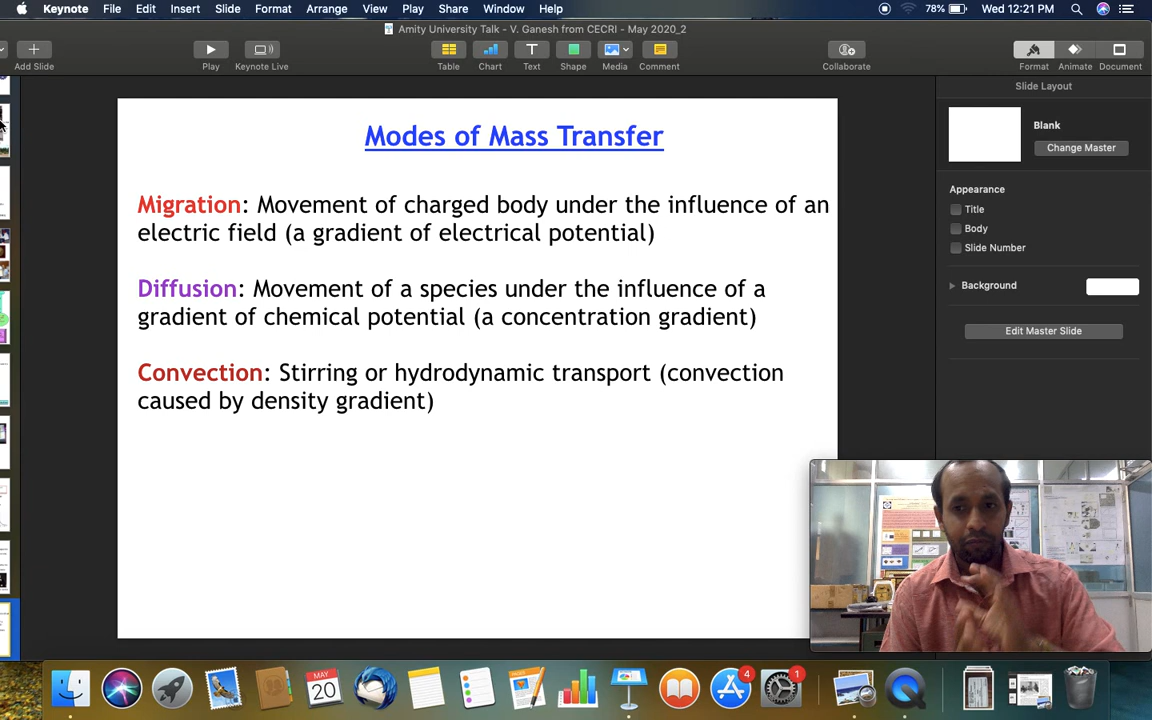 Keynote File Edit Insert Slide Format Arrange View Play Share Window Help 78% Wed 12:21 PM
Amity University Talk - V. Ganesh from CECRI - May 2020_2
Add Slide Play Keynote Live Table Chart Text Shape Media Comment Collaborate Format Animate Document
Slide Layout
Modes of Mass Transfer
Migration: Movement of charged body under the influence of an
electric field (a gradient of electrical potential)
Diffusion: Movement of a species under the influence of a
gradient of chemical potential (a concentration gradient)
Convection: Stirring or hydrodynamic transport (convection
caused by density gradient)
Blank
Change Master
Appearance
Title
Body
Slide Number
Background
Edit Master Slide
MAY
20
4
1